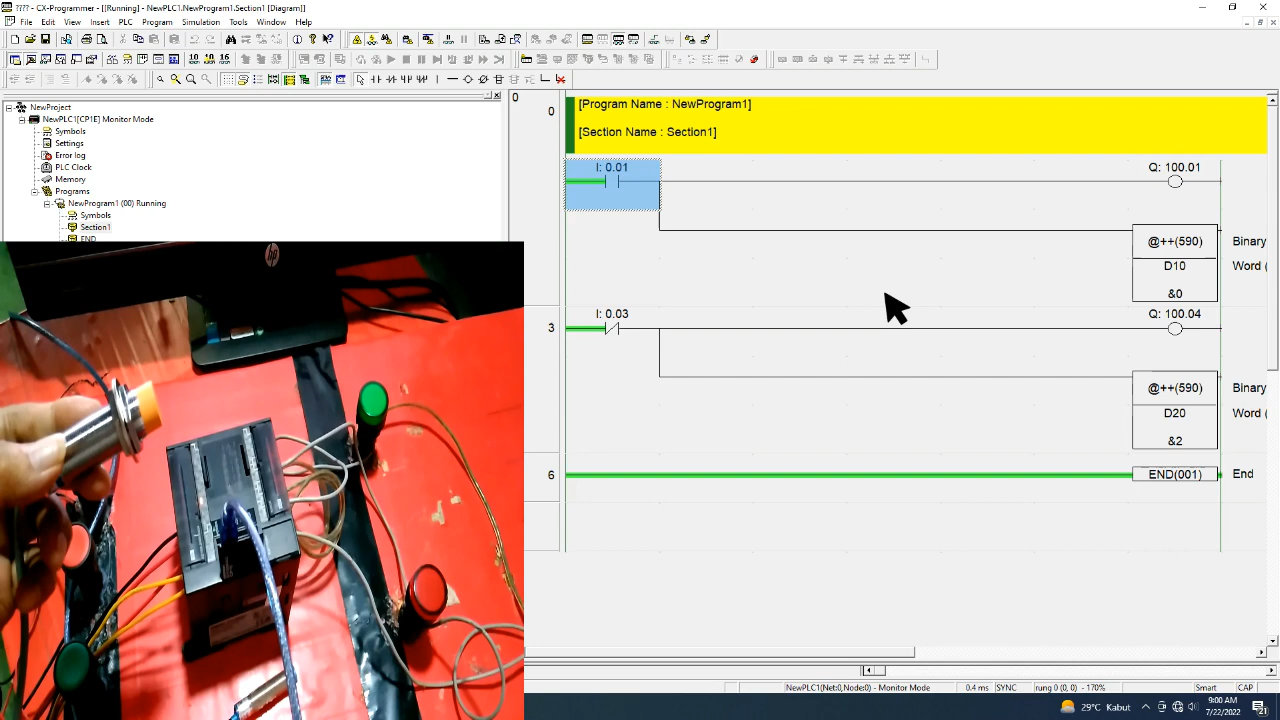 ???? - CX-Programmer - [[Running] - NewPLC1.NewProgram1.Section1 [Diagram]]
File Edit View Insert PLC Program Simulation Tools Window Help
NewProject
NewPLC1[CP1E] Monitor Mode
Symbols
Settings
Error log
PLC Clock
Memory
Programs
NewProgram1 (00) Running
Symbols
Section1
END
0
0
[Program Name : NewProgram1]
[Section Name : Section1]
I: 0.01
Q: 100.01
@++(590)
Binary
D10
Word (
&0
3
I: 0.03
Q: 100.04
@++(590)
Binary
D20
Word (
&2
6
END(001)
End
hp
NewPLC1(Net:0,Node:0) - Monitor Mode
0.4 ms
SYNC
rung 0 (0, 0) - 170%
Smart
CAP
29°C Kabut
9:00 AM
7/22/2022
21